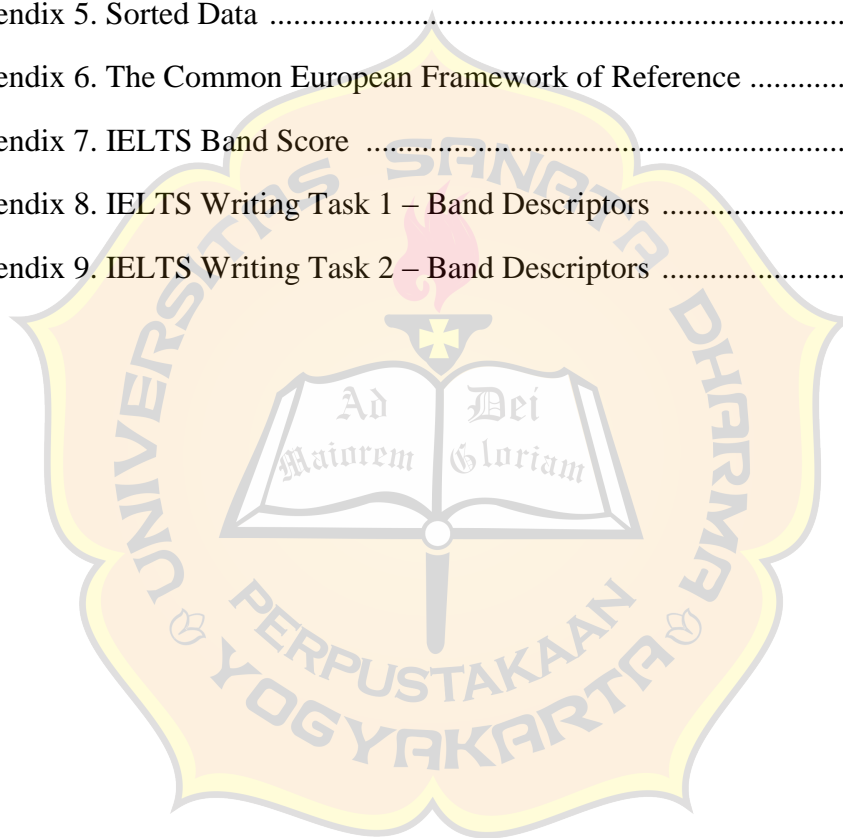 endix 5. Sorted Data ................................................................................
endix 6. The Common European Framework of Reference ...........
endix 7. IELTS Band Score ................................................................
endix 8. IELTS Writing Task 1 – Band Descriptors ......................
endix 9. IELTS Writing Task 2 – Band Descriptors ......................
UNIVERSITAS SANATA DHARMA
Ad Maiorem
Dei Gloriam
PERPUSTAKAAN
YOGYAKARTA